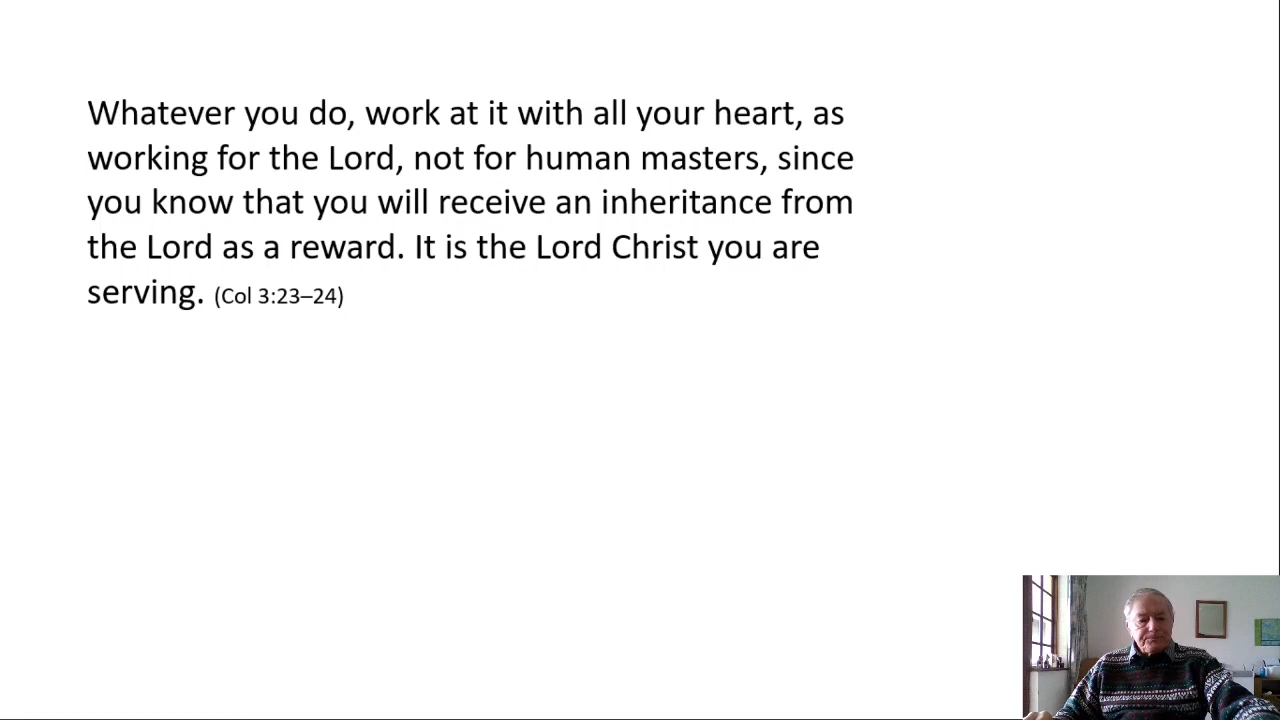 Whatever you do, work at it with all your heart, as
working for the Lord, not for human masters, since
you know that you will receive an inheritance from
the Lord as a reward. It is the Lord Christ you are
serving. (Col 3:23–24)